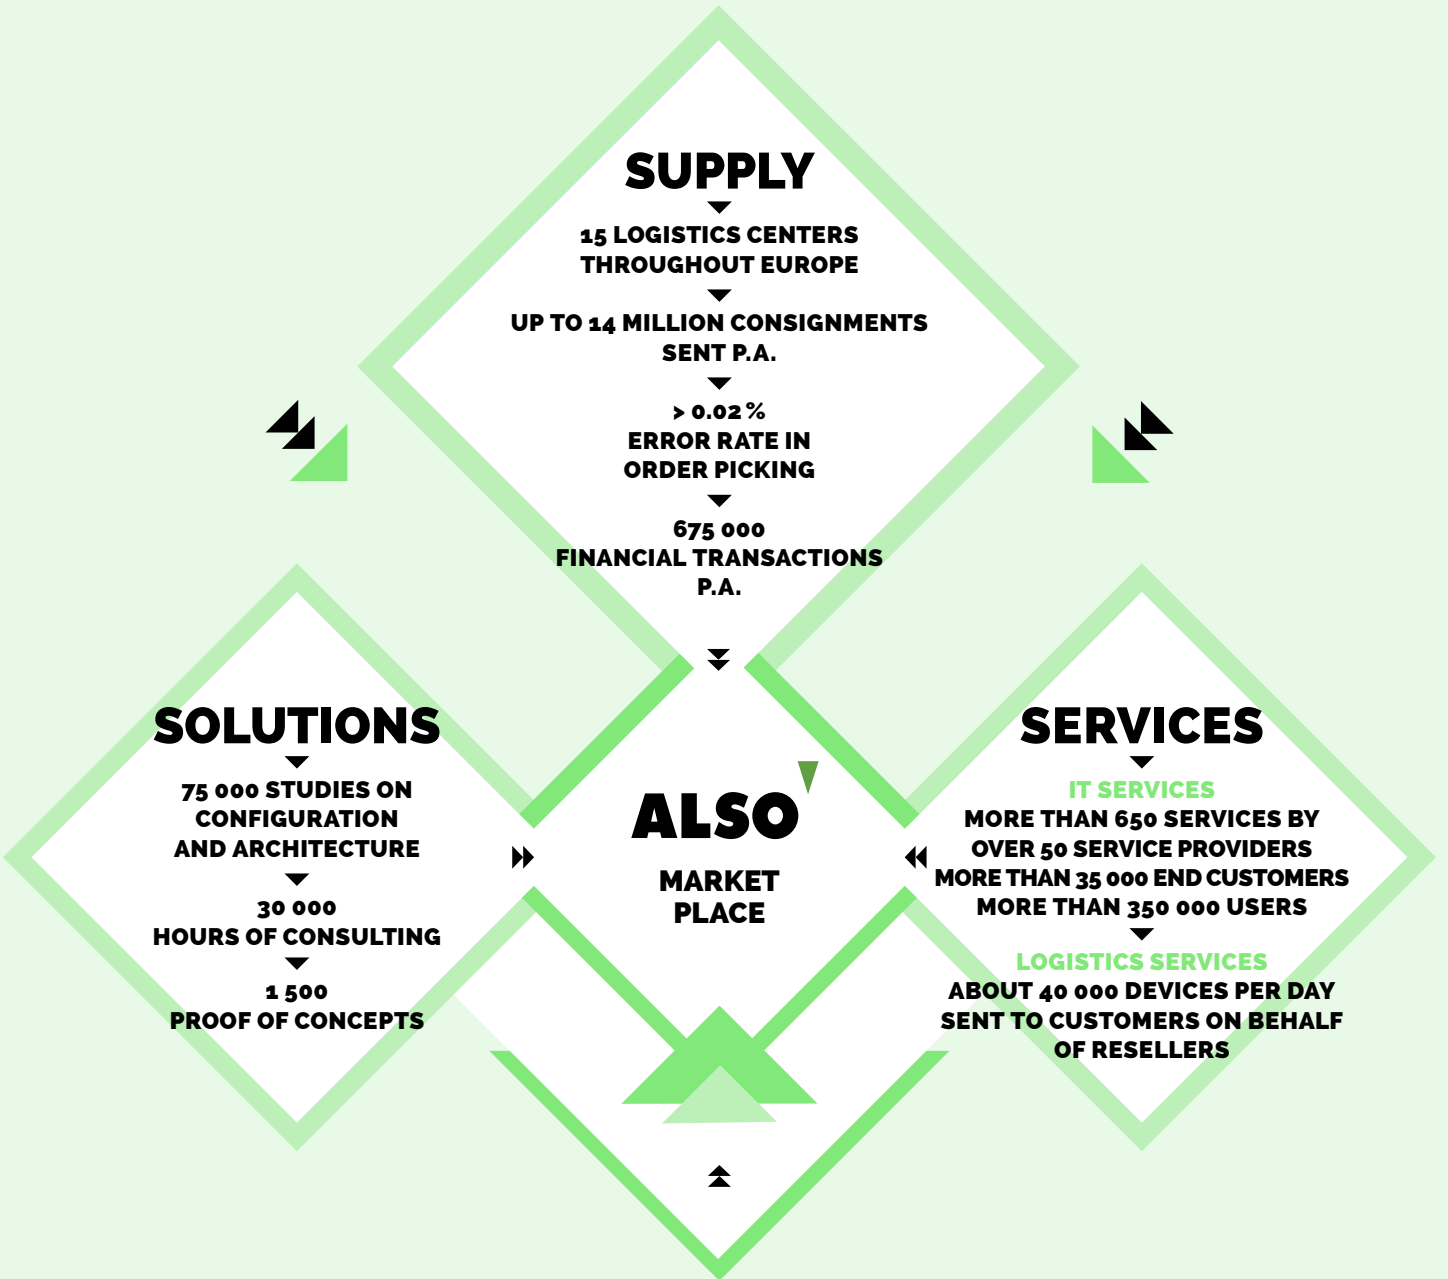 SUPPLY
15 LOGISTICS CENTERS
THROUGHOUT EUROPE
UP TO 14 MILLION CONSIGNMENTS
SENT P.A.
> 0.02 %
ERROR RATE IN
ORDER PICKING
675 000
FINANCIAL TRANSACTIONS
P.A.
SOLUTIONS
75 000 STUDIES ON
CONFIGURATION
AND ARCHITECTURE
30 000
HOURS OF CONSULTING
1 500
PROOF OF CONCEPTS
ALSO
MARKET
PLACE
SERVICES
IT SERVICES
MORE THAN 650 SERVICES BY
OVER 50 SERVICE PROVIDERS
MORE THAN 35 000 END CUSTOMERS
MORE THAN 350 000 USERS
LOGISTICS SERVICES
ABOUT 40 000 DEVICES PER DAY
SENT TO CUSTOMERS ON BEHALF
OF RESELLERS